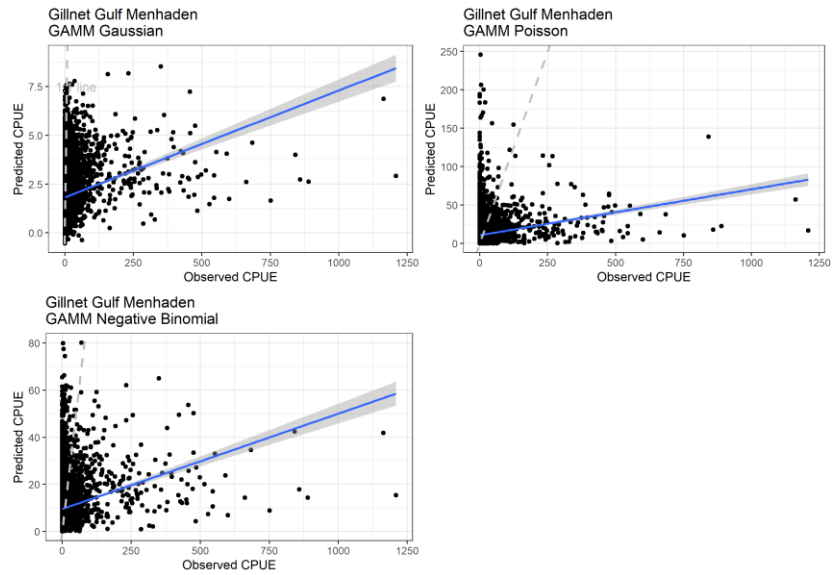 Gillnet Gulf Menhaden
GAMM Gaussian
7.5
5.0
2.5
0.0
Predicted CPUE
line
0
250
500
750
1000
1250
Observed CPUE
Gillnet Gulf Menhaden
GAMM Poisson
250
200
150
100
50
0
Predicted CPUE
0
250
500
750
1000
1250
Observed CPUE
Gillnet Gulf Menhaden
GAMM Negative Binomial
80
60
40
20
0
Predicted CPUE
0
250
500
750
1000
1250
Observed CPUE